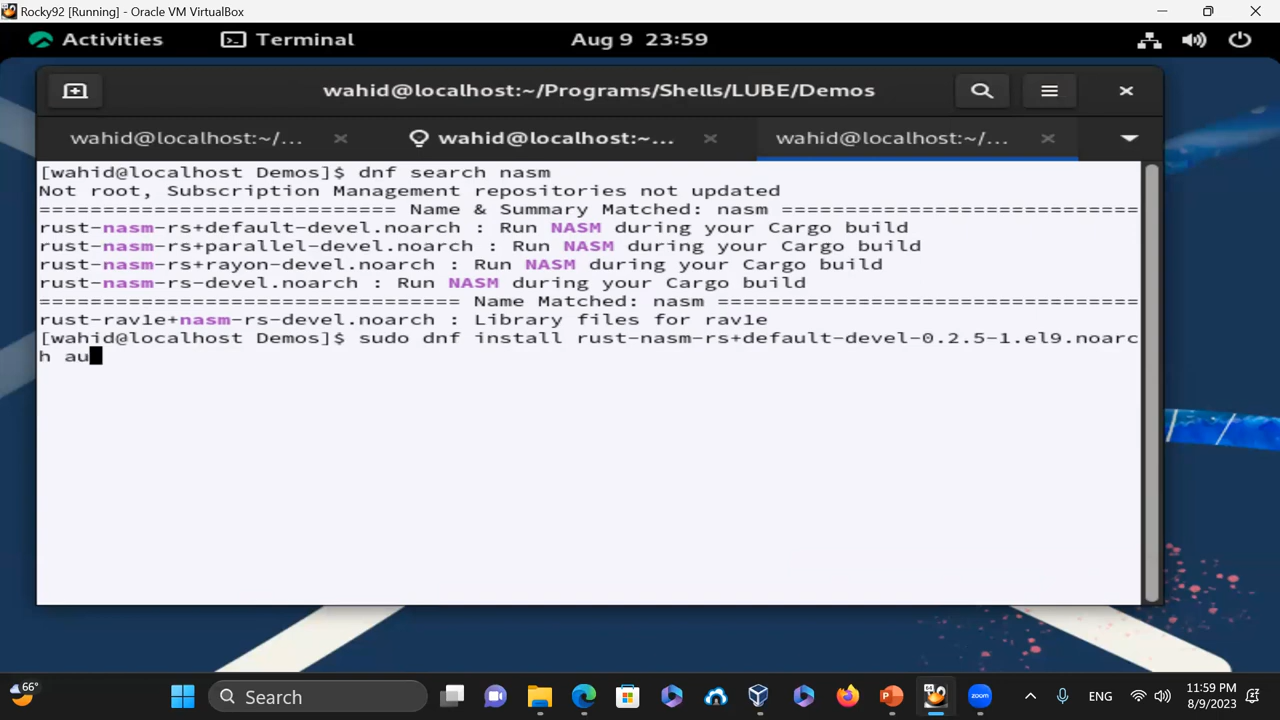 Rocky92 [Running] - Oracle VM VirtualBox
Activities Terminal Aug 9 23:59
wahid@localhost:~/Programs/Shells/LUBE/Demos
wahid@localhost:~/... wahid@localhost:~... wahid@localhost:~/...
[wahid@localhost Demos]$ dnf search nasm
Not root, Subscription Management repositories not updated
============================ Name & Summary Matched: nasm ============================
rust-nasm-rs+default-devel.noarch : Run NASM during your Cargo build
rust-nasm-rs+parallel-devel.noarch : Run NASM during your Cargo build
rust-nasm-rs+rayon-devel.noarch : Run NASM during your Cargo build
rust-nasm-rs-devel.noarch : Run NASM during your Cargo build
================================= Name Matched: nasm =================================
rust-rav1e+nasm-rs-devel.noarch : Library files for rav1e
[wahid@localhost Demos]$ sudo dnf install rust-nasm-rs+default-devel-0.2.5-1.el9.noarc
h au
66°
Search
ENG
11:59 PM
8/9/2023
zoom